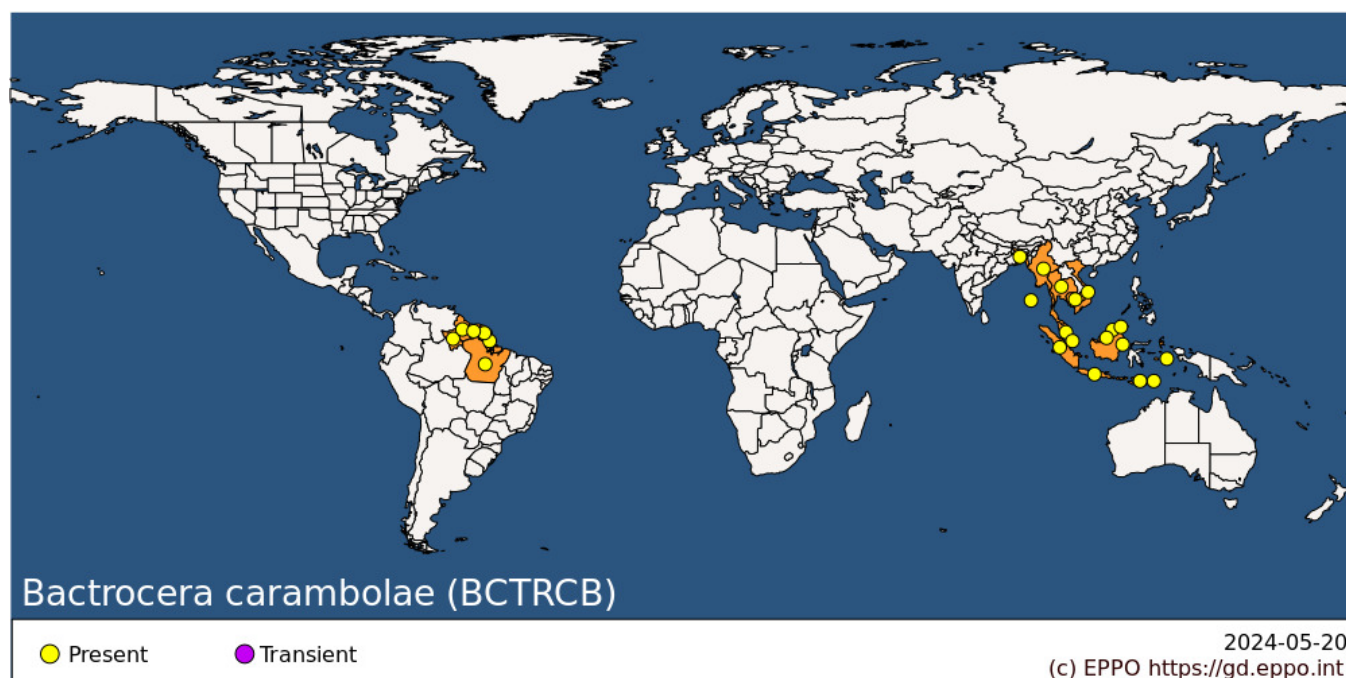 Bactrocera carambolae (BCTRCB)
Present
Transient
2024-05-20
(c) EPPO https://gd.eppo.int